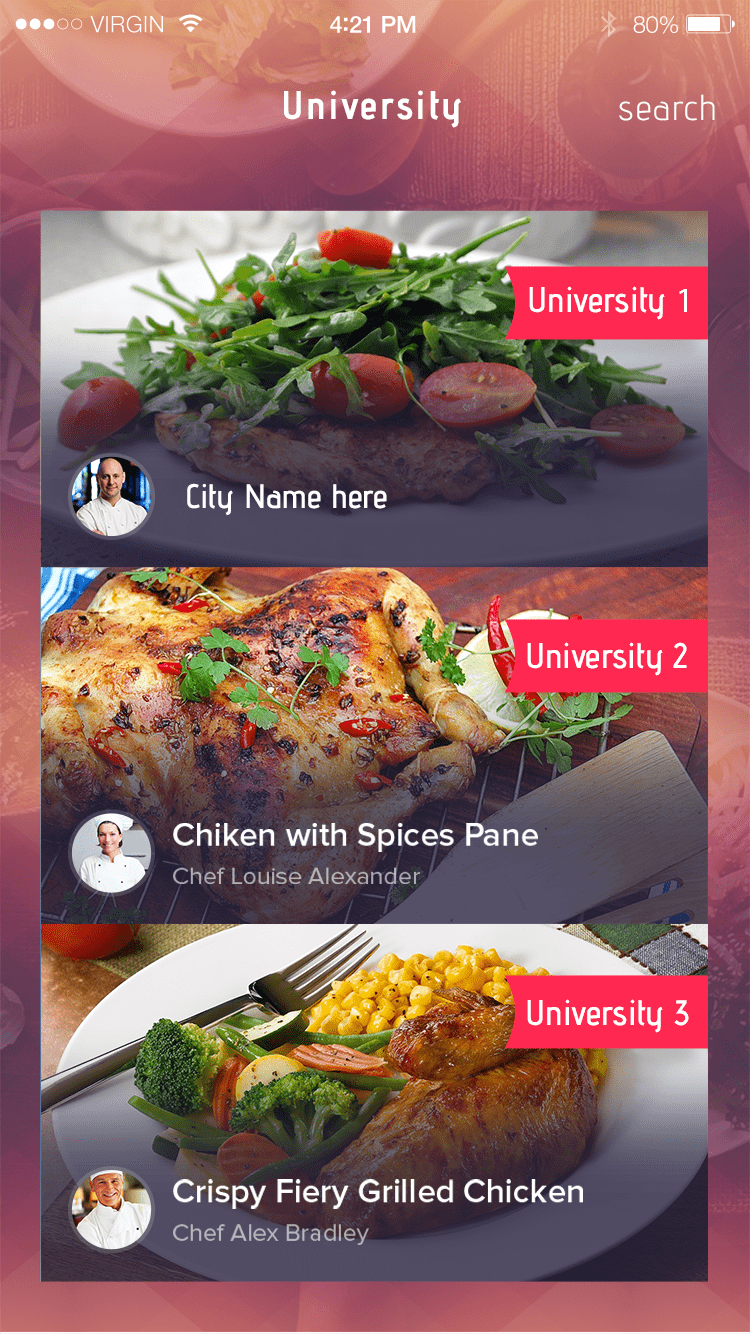 VIRGIN 4:21 PM 80%
University search
University 1
City Name here
University 2
Chiken with Spices Pane
Chef Louise Alexander
University 3
Crispy Fiery Grilled Chicken
Chef Alex Bradley